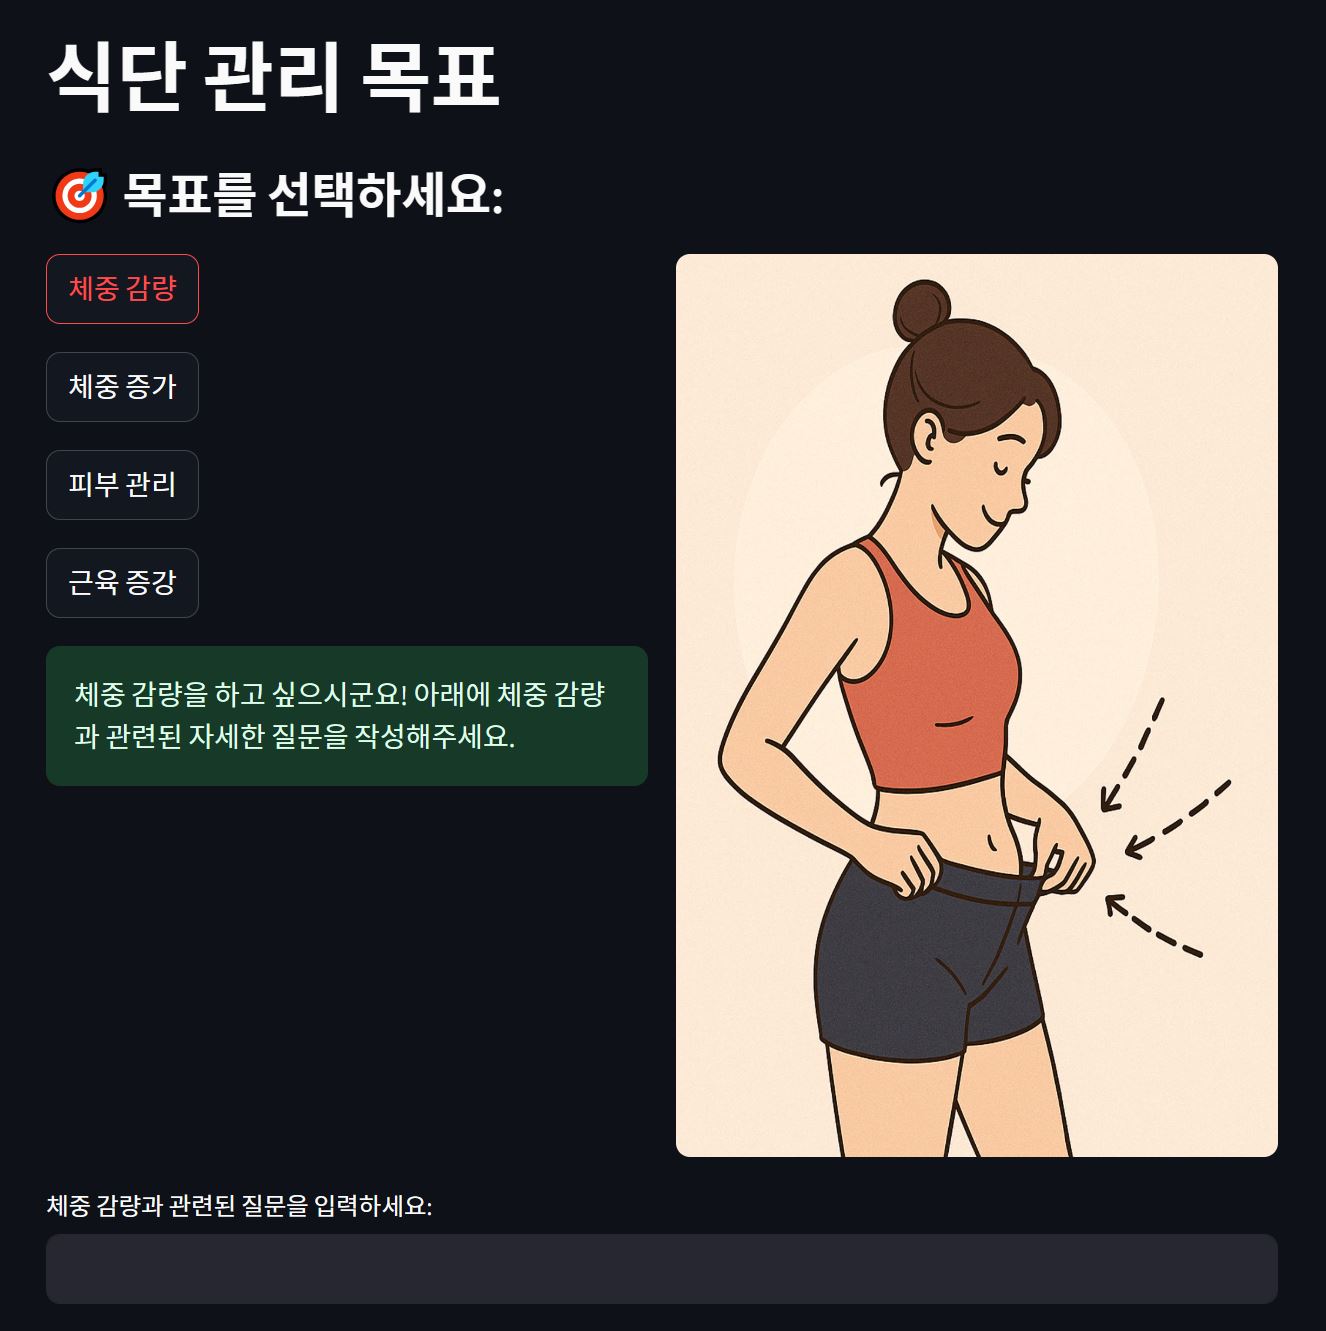 식단 관리 목표
🎯 목표를 선택하세요:
체중 감량
체중 증가
피부 관리
근육 증강
체중 감량을 하고 싶으시군요! 아래에 체중 감량
과 관련된 자세한 질문을 작성해주세요.
체중 감량과 관련된 질문을 입력하세요: